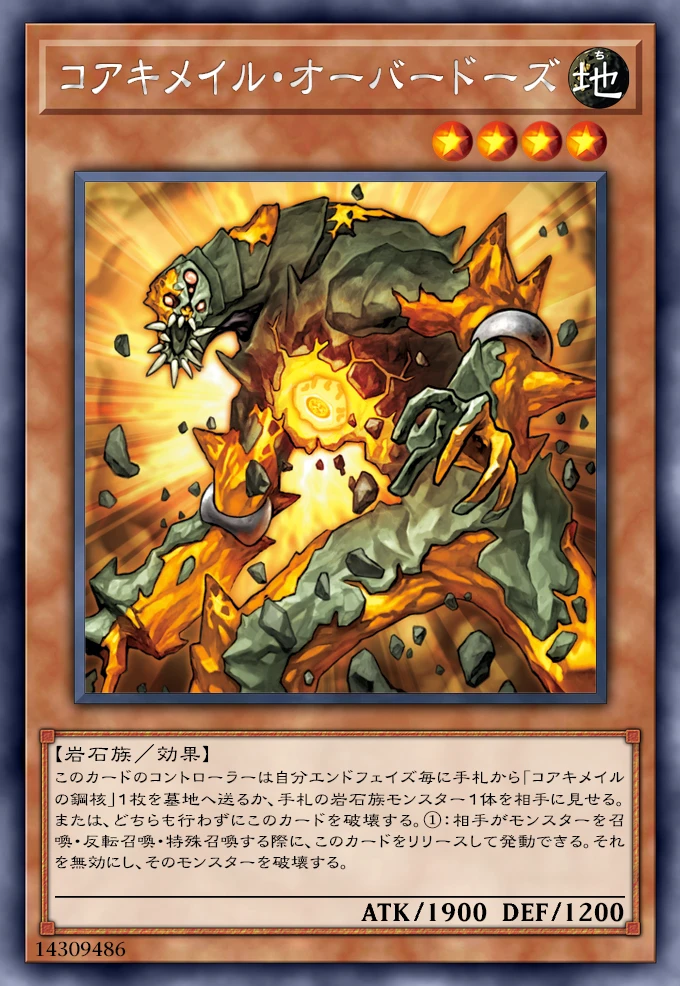 コアキメイル・オーバードーズ
地
ち
【岩石族／効果】
このカードのコントローラーは自分エンドフェイズ毎に手札から「コアキメイル
の鋼核」1枚を墓地へ送るか、手札の岩石族モンスター1体を相手に見せる。
または、どちらも行わずにこのカードを破壊する。①：相手がモンスターを召
喚・反転召喚・特殊召喚する際に、このカードをリリースして発動できる。それ
を無効にし、そのモンスターを破壊する。
ATK/1900 DEF/1200
14309486